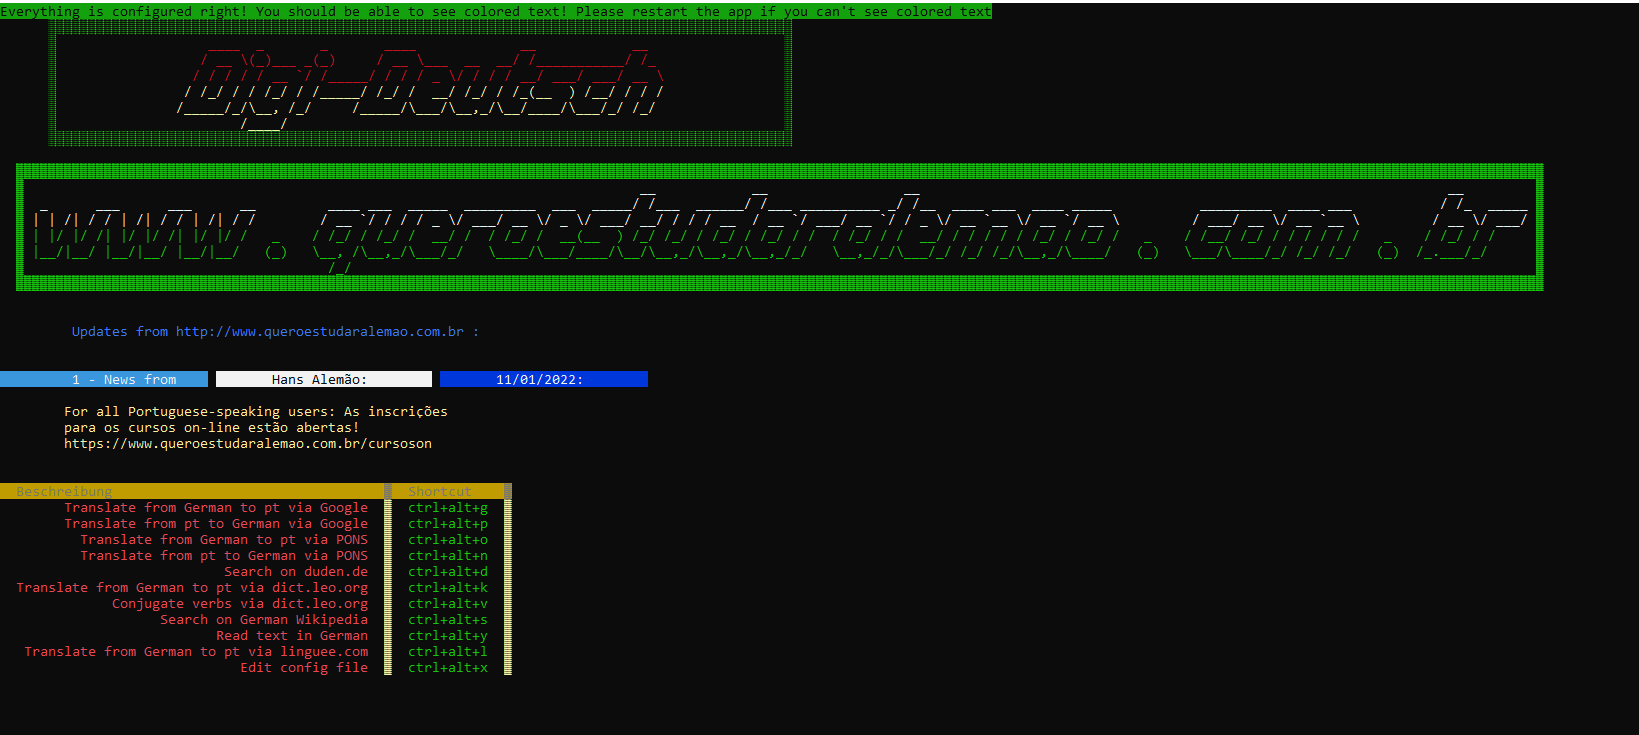 Everything is configured right! You should be able to see colored text! Please restart the app if you can't see colored text
Digi-Deutsch
www.queroestudaralemao.com.br
Updates from http://www.queroestudaralemao.com.br :
1 - News from Hans Alemão: 11/01/2022:
For all Portuguese-speaking users: As inscrições
para os cursos on-line estão abertas!
https://www.queroestudaralemao.com.br/cursoson
Beschreibung Shortcut
Translate from German to pt via Google ctrl+alt+g
Translate from pt to German via Google ctrl+alt+p
Translate from German to pt via PONS ctrl+alt+o
Translate from pt to German via PONS ctrl+alt+n
Search on duden.de ctrl+alt+d
Translate from German to pt via dict.leo.org ctrl+alt+k
Conjugate verbs via dict.leo.org ctrl+alt+v
Search on German Wikipedia ctrl+alt+s
Read text in German ctrl+alt+y
Translate from German to pt via linguee.com ctrl+alt+l
Edit config file ctrl+alt+x